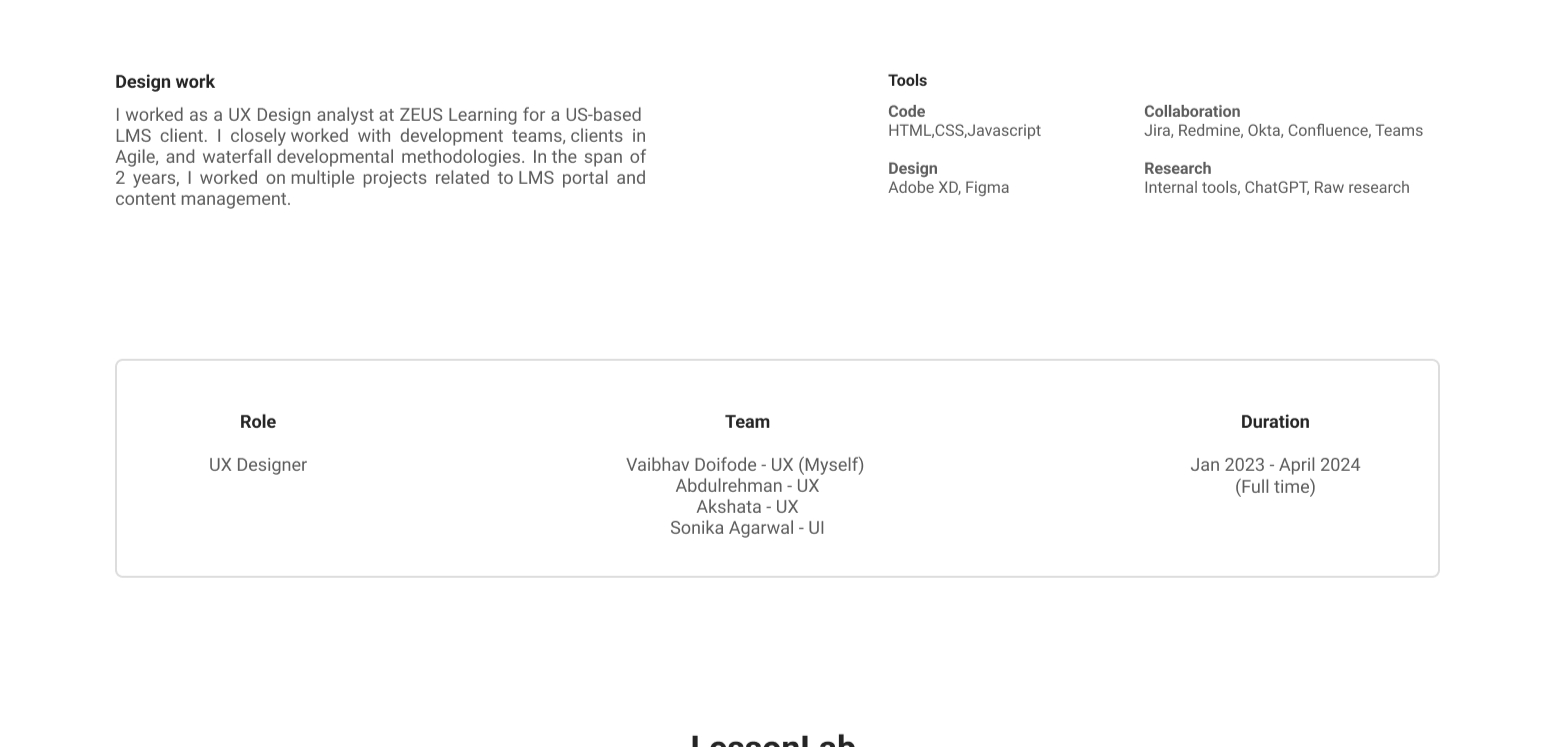 Design work
I worked as a UX Design analyst at ZEUS Learning for a US-based
LMS client. I closely worked with development teams, clients in
Agile, and waterfall developmental methodologies. In the span of
2 years, I worked on multiple projects related to LMS portal and
content management.
Tools
Code
HTML,CSS,Javascript
Collaboration
Jira, Redmine, Okta, Confluence, Teams
Design
Adobe XD, Figma
Research
Internal tools, ChatGPT, Raw research
Role
UX Designer
Team
Vaibhav Doifode - UX (Myself)
Abdulrehman - UX
Akshata - UX
Sonika Agarwal - UI
Duration
Jan 2023 - April 2024
(Full time)
LessonLab